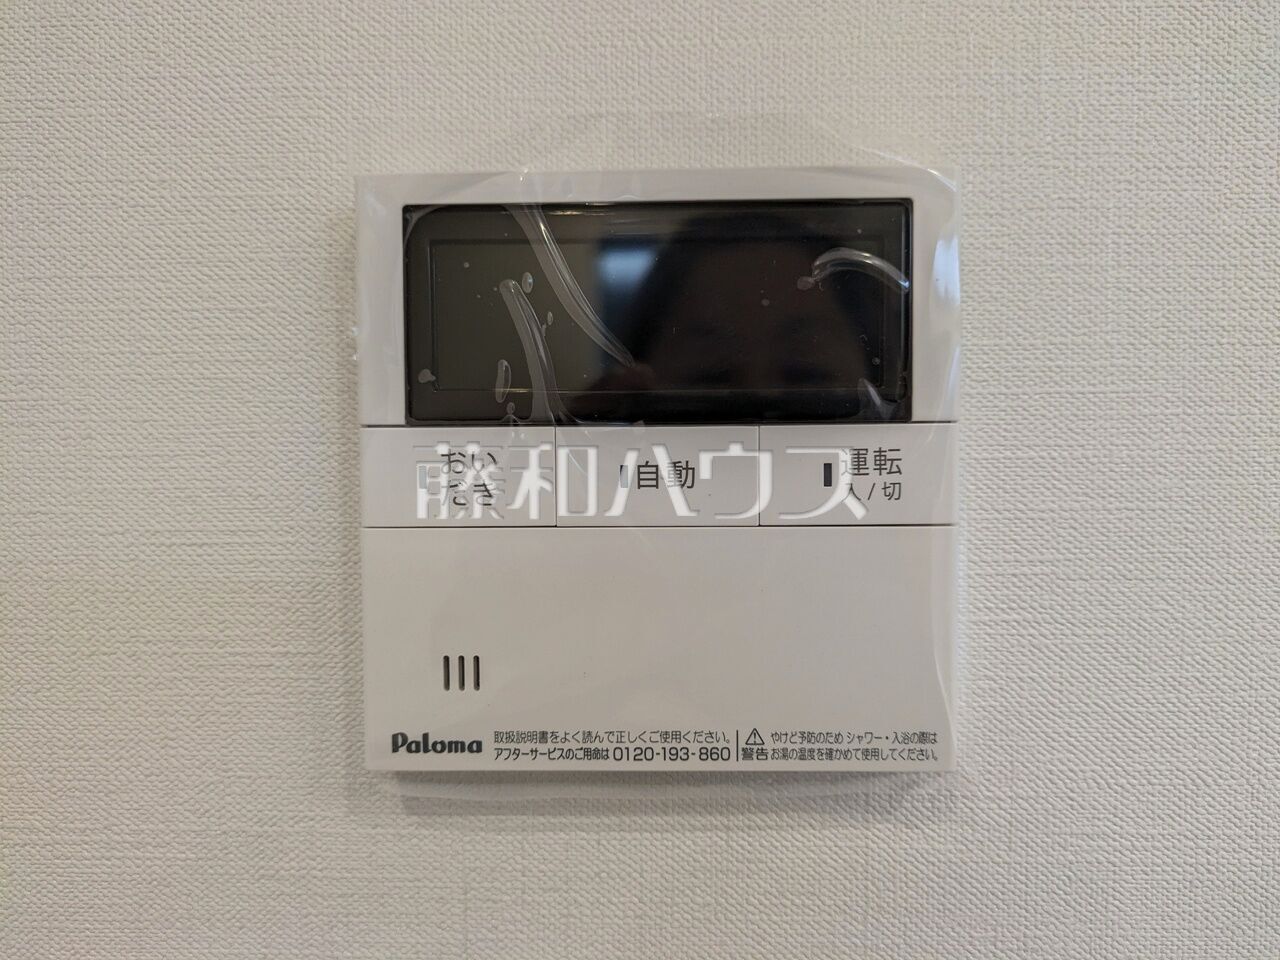 おい
だき
自動
運転
入/切
藤和ハウス
Paloma
取扱説明書をよく読んで正しくご使用ください。
アフターサービスのご用命は 0120-193-860
警告
やけど予防のため シャワー・入浴の際は
お湯の温度を確かめて使用してください。